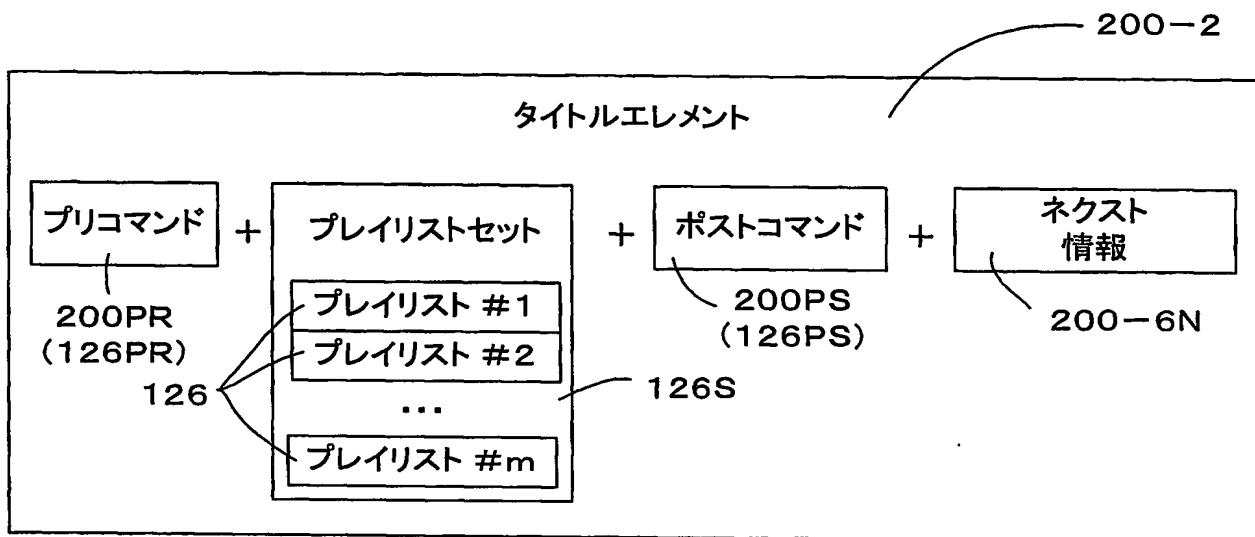 200-2
タイトルエレメント
プリコマンド
+
プレイリストセット
+
ポストコマンド
+
ネクスト
情報
プレイリスト #1
プレイリスト #2
...
プレイリスト #m
200PR
(126PR)
126
126S
200PS
(126PS)
200-6N